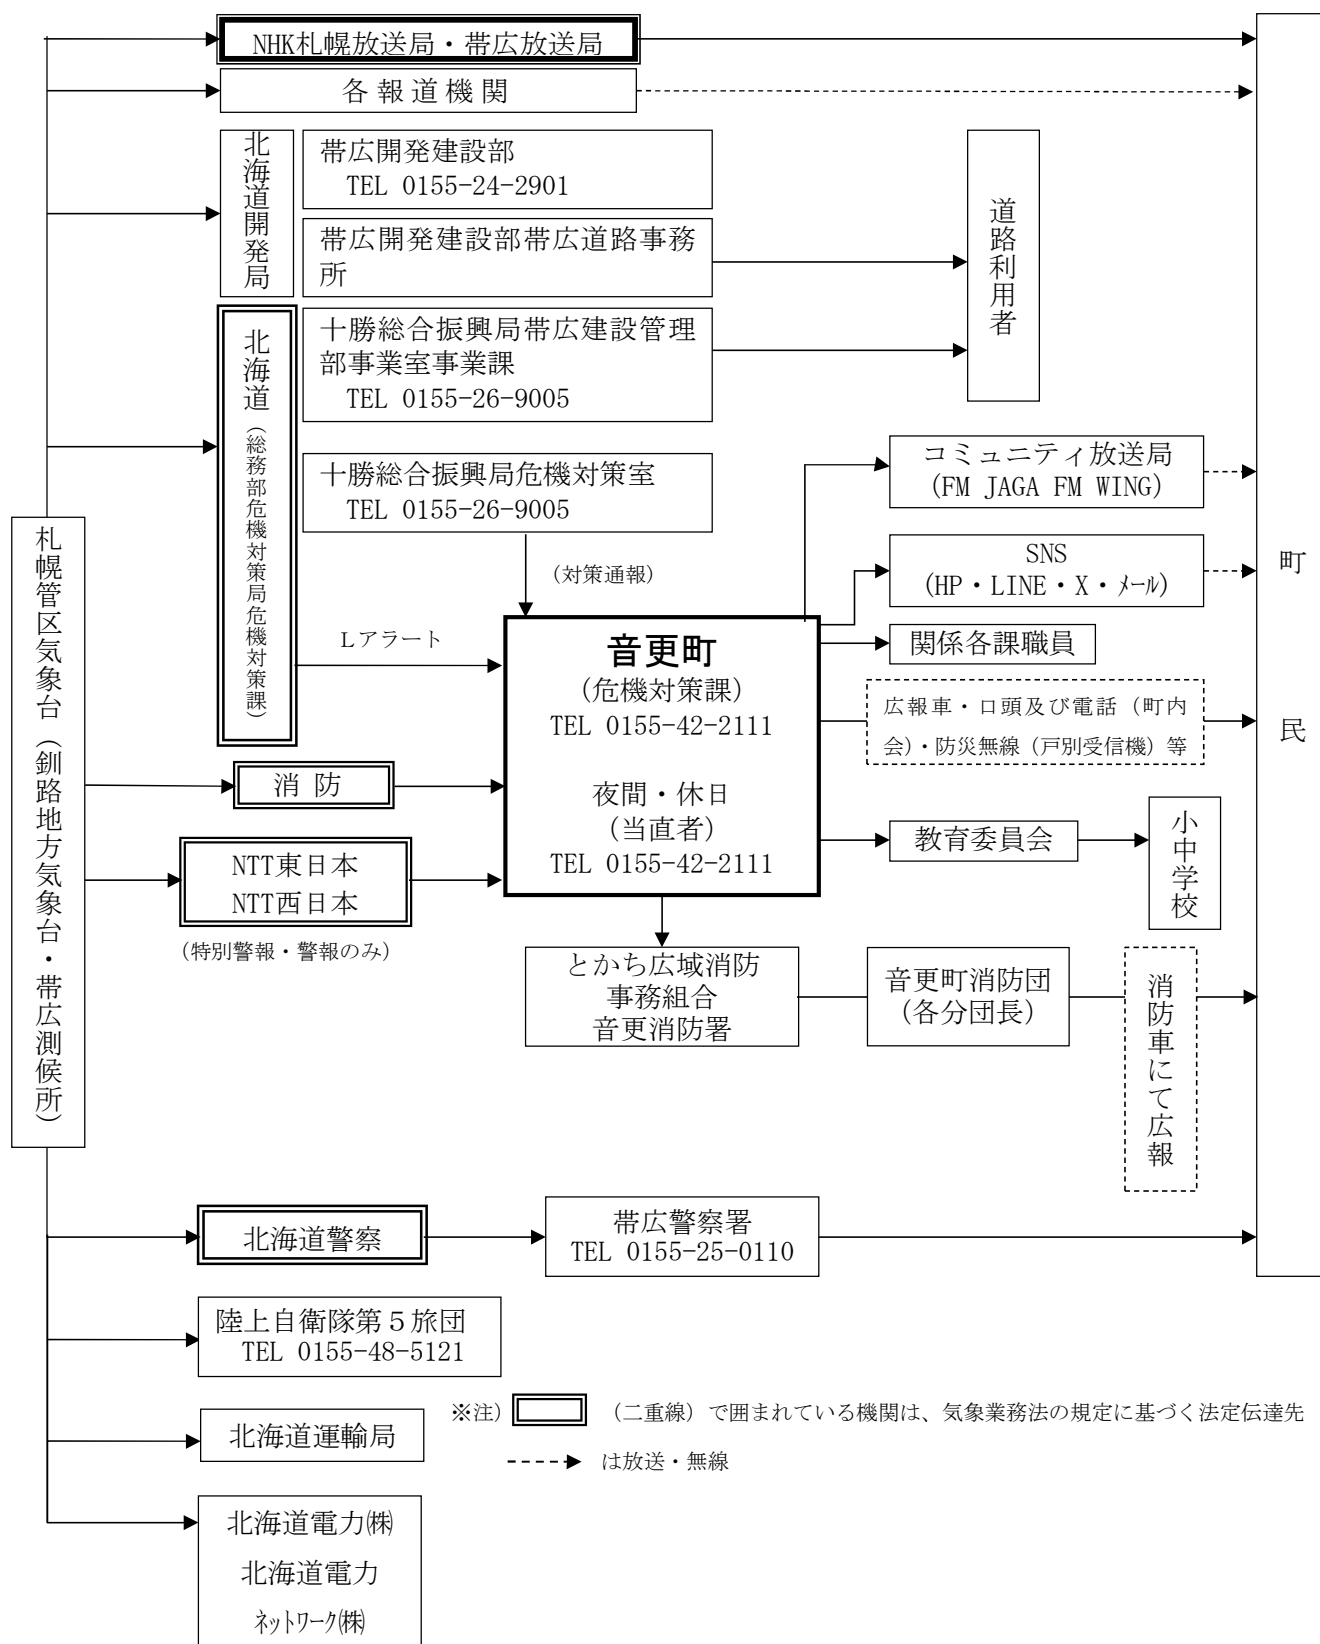 NHK札幌放送局・帯広放送局
各報道機関
北海道開発局
帯広開発建設部
TEL 0155-24-2901
帯広開発建設部帯広道路事務
所
道路利用者
北海道（総務部危機対策局危機対策課）
十勝総合振興局帯広建設管理
部事業室事業課
TEL 0155-26-9005
十勝総合振興局危機対策室
TEL 0155-26-9005
（対策通報）
Ｌアラート
札幌管区気象台（釧路地方気象台・帯広測候所）
音更町
（危機対策課）
TEL 0155-42-2111
夜間・休日
（当直者）
TEL 0155-42-2111
コミュニティ放送局
（FM JAGA FM WING）
SNS
（HP・LINE・X・ﾒｰﾙ）
関係各課職員
広報車・口頭及び電話（町内
会）・防災無線（戸別受信機）等
教育委員会
小中学校
町民
消防
NTT東日本
NTT西日本
（特別警報・警報のみ）
とかち広域消防
事務組合
音更消防署
音更町消防団
（各分団長）
消防車にて広報
北海道警察
帯広警察署
TEL 0155-25-0110
陸上自衛隊第５旅団
TEL 0155-48-5121
※注） （二重線）で囲まれている機関は、気象業務法の規定に基づく法定伝達先
は放送・無線
北海道運輸局
北海道電力㈱
北海道電力
ﾈｯﾄﾜｰｸ㈱